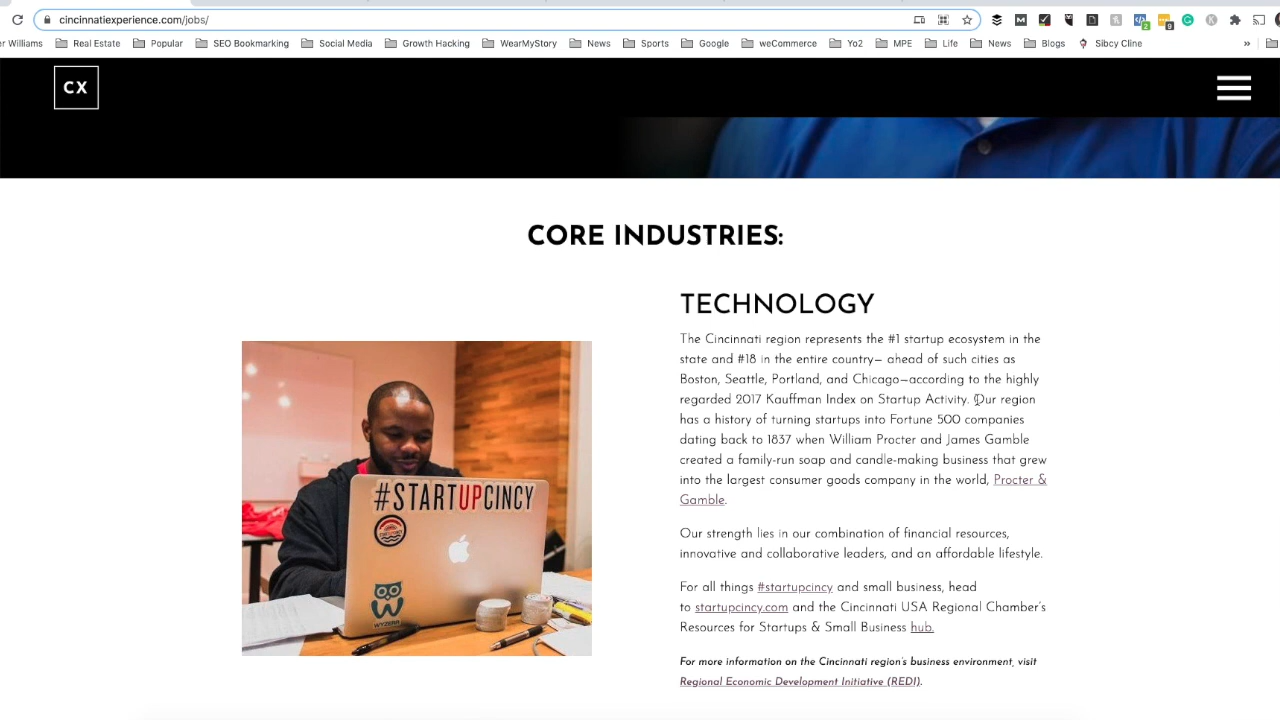 cincinnatiexperience.com/jobs/
er Williams Real Estate Popular SEO Bookmarking Social Media Growth Hacking WearMyStory News Sports Google weCommerce Yo2 MPE Life News Blogs Sibcy Cline »
CX
CORE INDUSTRIES:
TECHNOLOGY
The Cincinnati region represents the #1 startup ecosystem in the
state and #18 in the entire country— ahead of such cities as
Boston, Seattle, Portland, and Chicago—according to the highly
regarded 2017 Kauffman Index on Startup Activity. Our region
has a history of turning startups into Fortune 500 companies
dating back to 1837 when William Procter and James Gamble
created a family-run soap and candle-making business that grew
into the largest consumer goods company in the world, Procter &
Gamble.
Our strength lies in our combination of financial resources,
innovative and collaborative leaders, and an affordable lifestyle.
For all things #startupcincy and small business, head
to startupcincy.com and the Cincinnati USA Regional Chamber's
Resources for Startups & Small Business hub.
For more information on the Cincinnati region's business environment, visit
Regional Economic Development Initiative (REDI).
#STARTUPCINCY
W
WYZERR